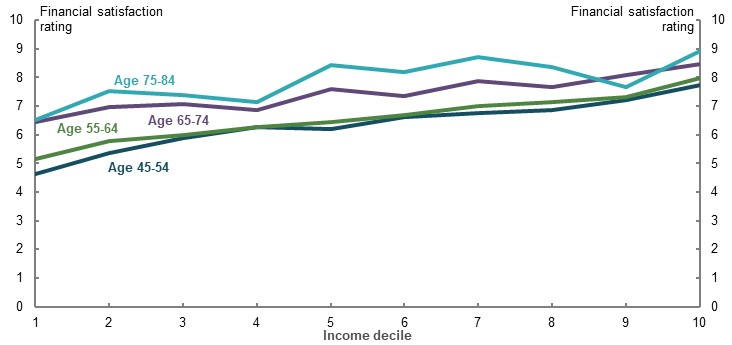 Financial satisfaction
rating
Financial satisfaction
rating
10 10
9 9
8 8
7 7
6 6
5 5
4 4
3 3
2 2
1 1
0 0
Age 75-84
Age 65-74
Age 55-64
Age 45-54
1 2 3 4 5 6 7 8 9 10
Income decile